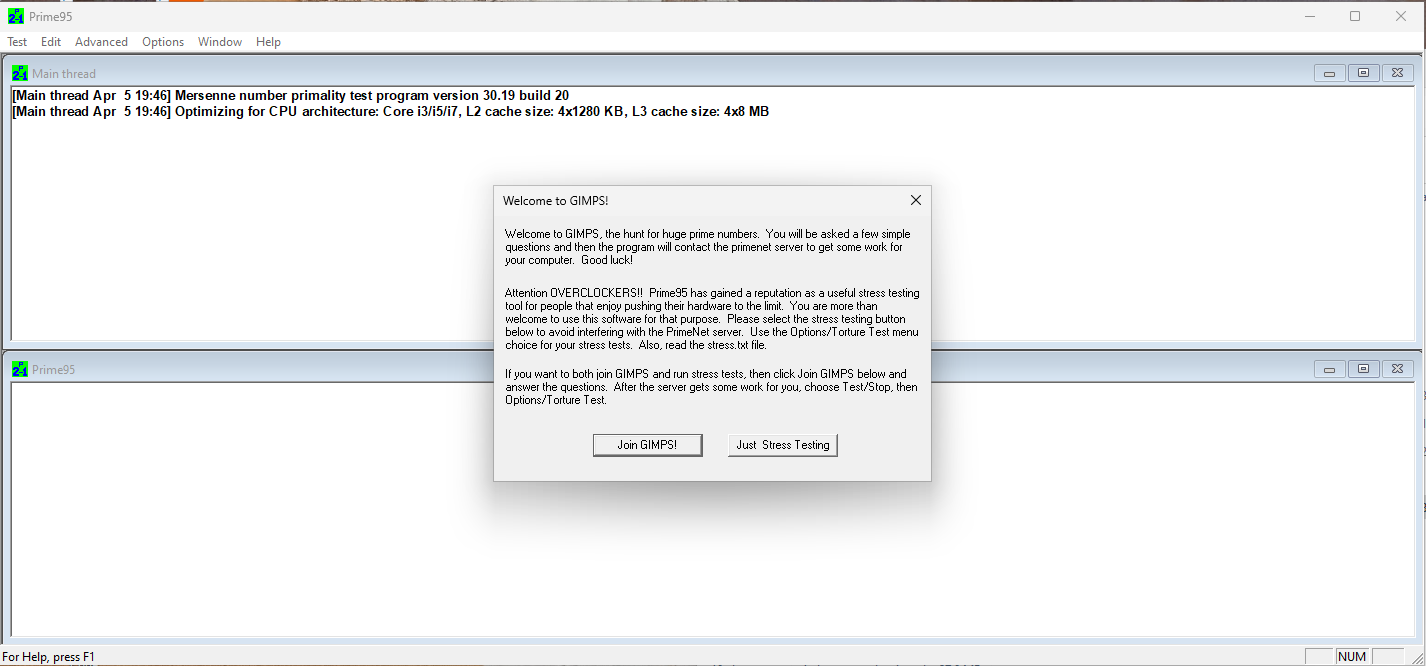 Prime95
Test Edit Advanced Options Window Help
Main thread
[Main thread Apr  5 19:46] Mersenne number primality test program version 30.19 build 20
[Main thread Apr  5 19:46] Optimizing for CPU architecture: Core i3/i5/i7, L2 cache size: 4x1280 KB, L3 cache size: 4x8 MB
Welcome to GIMPS!
Welcome to GIMPS, the hunt for huge prime numbers.  You will be asked a few simple
questions and then the program will contact the primenet server to get some work for
your computer.  Good luck!
Attention OVERCLOCKERS!!  Prime95 has gained a reputation as a useful stress testing
tool for people that enjoy pushing their hardware to the limit.  You are more than
welcome to use this software for that purpose.  Please select the stress testing button
below to avoid interfering with the PrimeNet server.  Use the Options/Torture Test menu
choice for your stress tests.  Also, read the stress.txt file.
If you want to both join GIMPS and run stress tests, then click Join GIMPS below and
answer the questions.  After the server gets some work for you, choose Test/Stop, then
Options/Torture Test.
Join GIMPS! Just  Stress Testing
Prime95
For Help, press F1 NUM